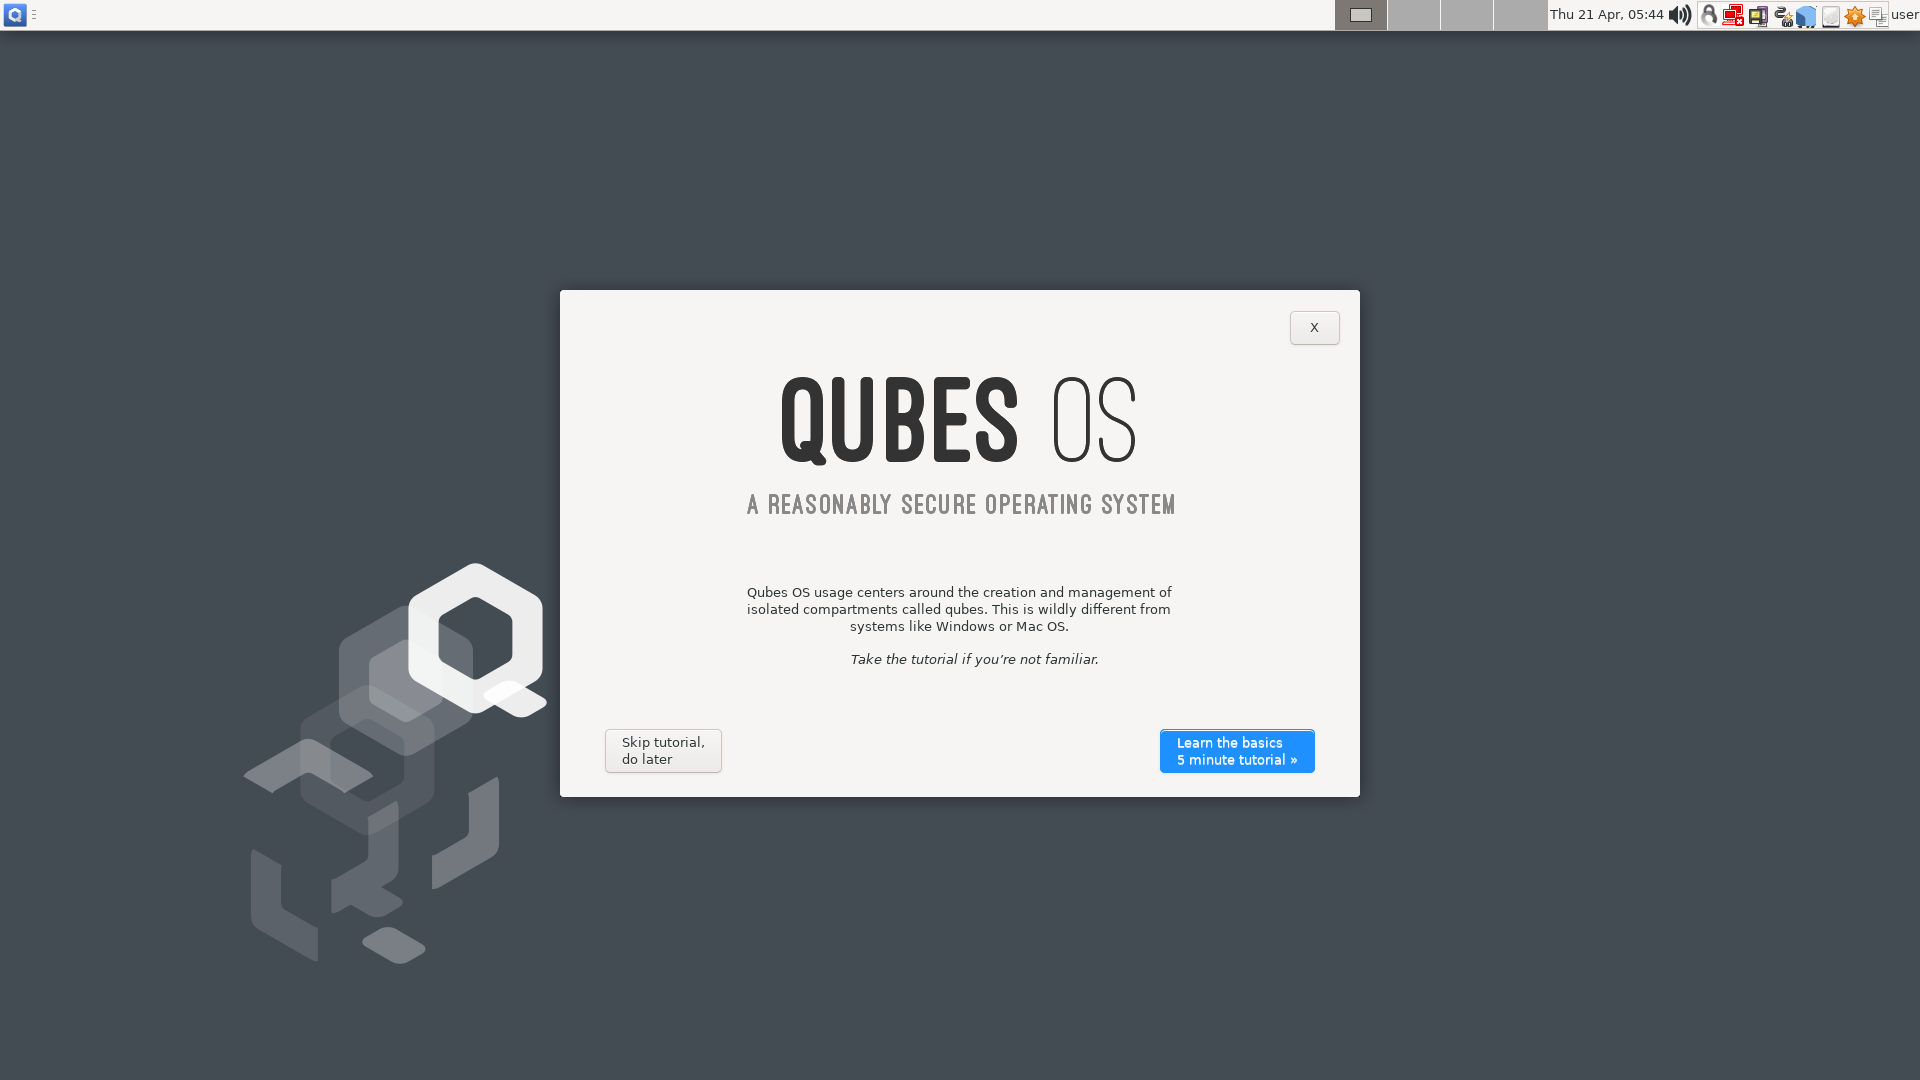 Thu 21 Apr, 05:44
user
X
QUBES OS
A REASONABLY SECURE OPERATING SYSTEM
Qubes OS usage centers around the creation and management of
isolated compartments called qubes. This is wildly different from
systems like Windows or Mac OS.
Take the tutorial if you’re not familiar.
Skip tutorial,
do later
Learn the basics
5 minute tutorial »